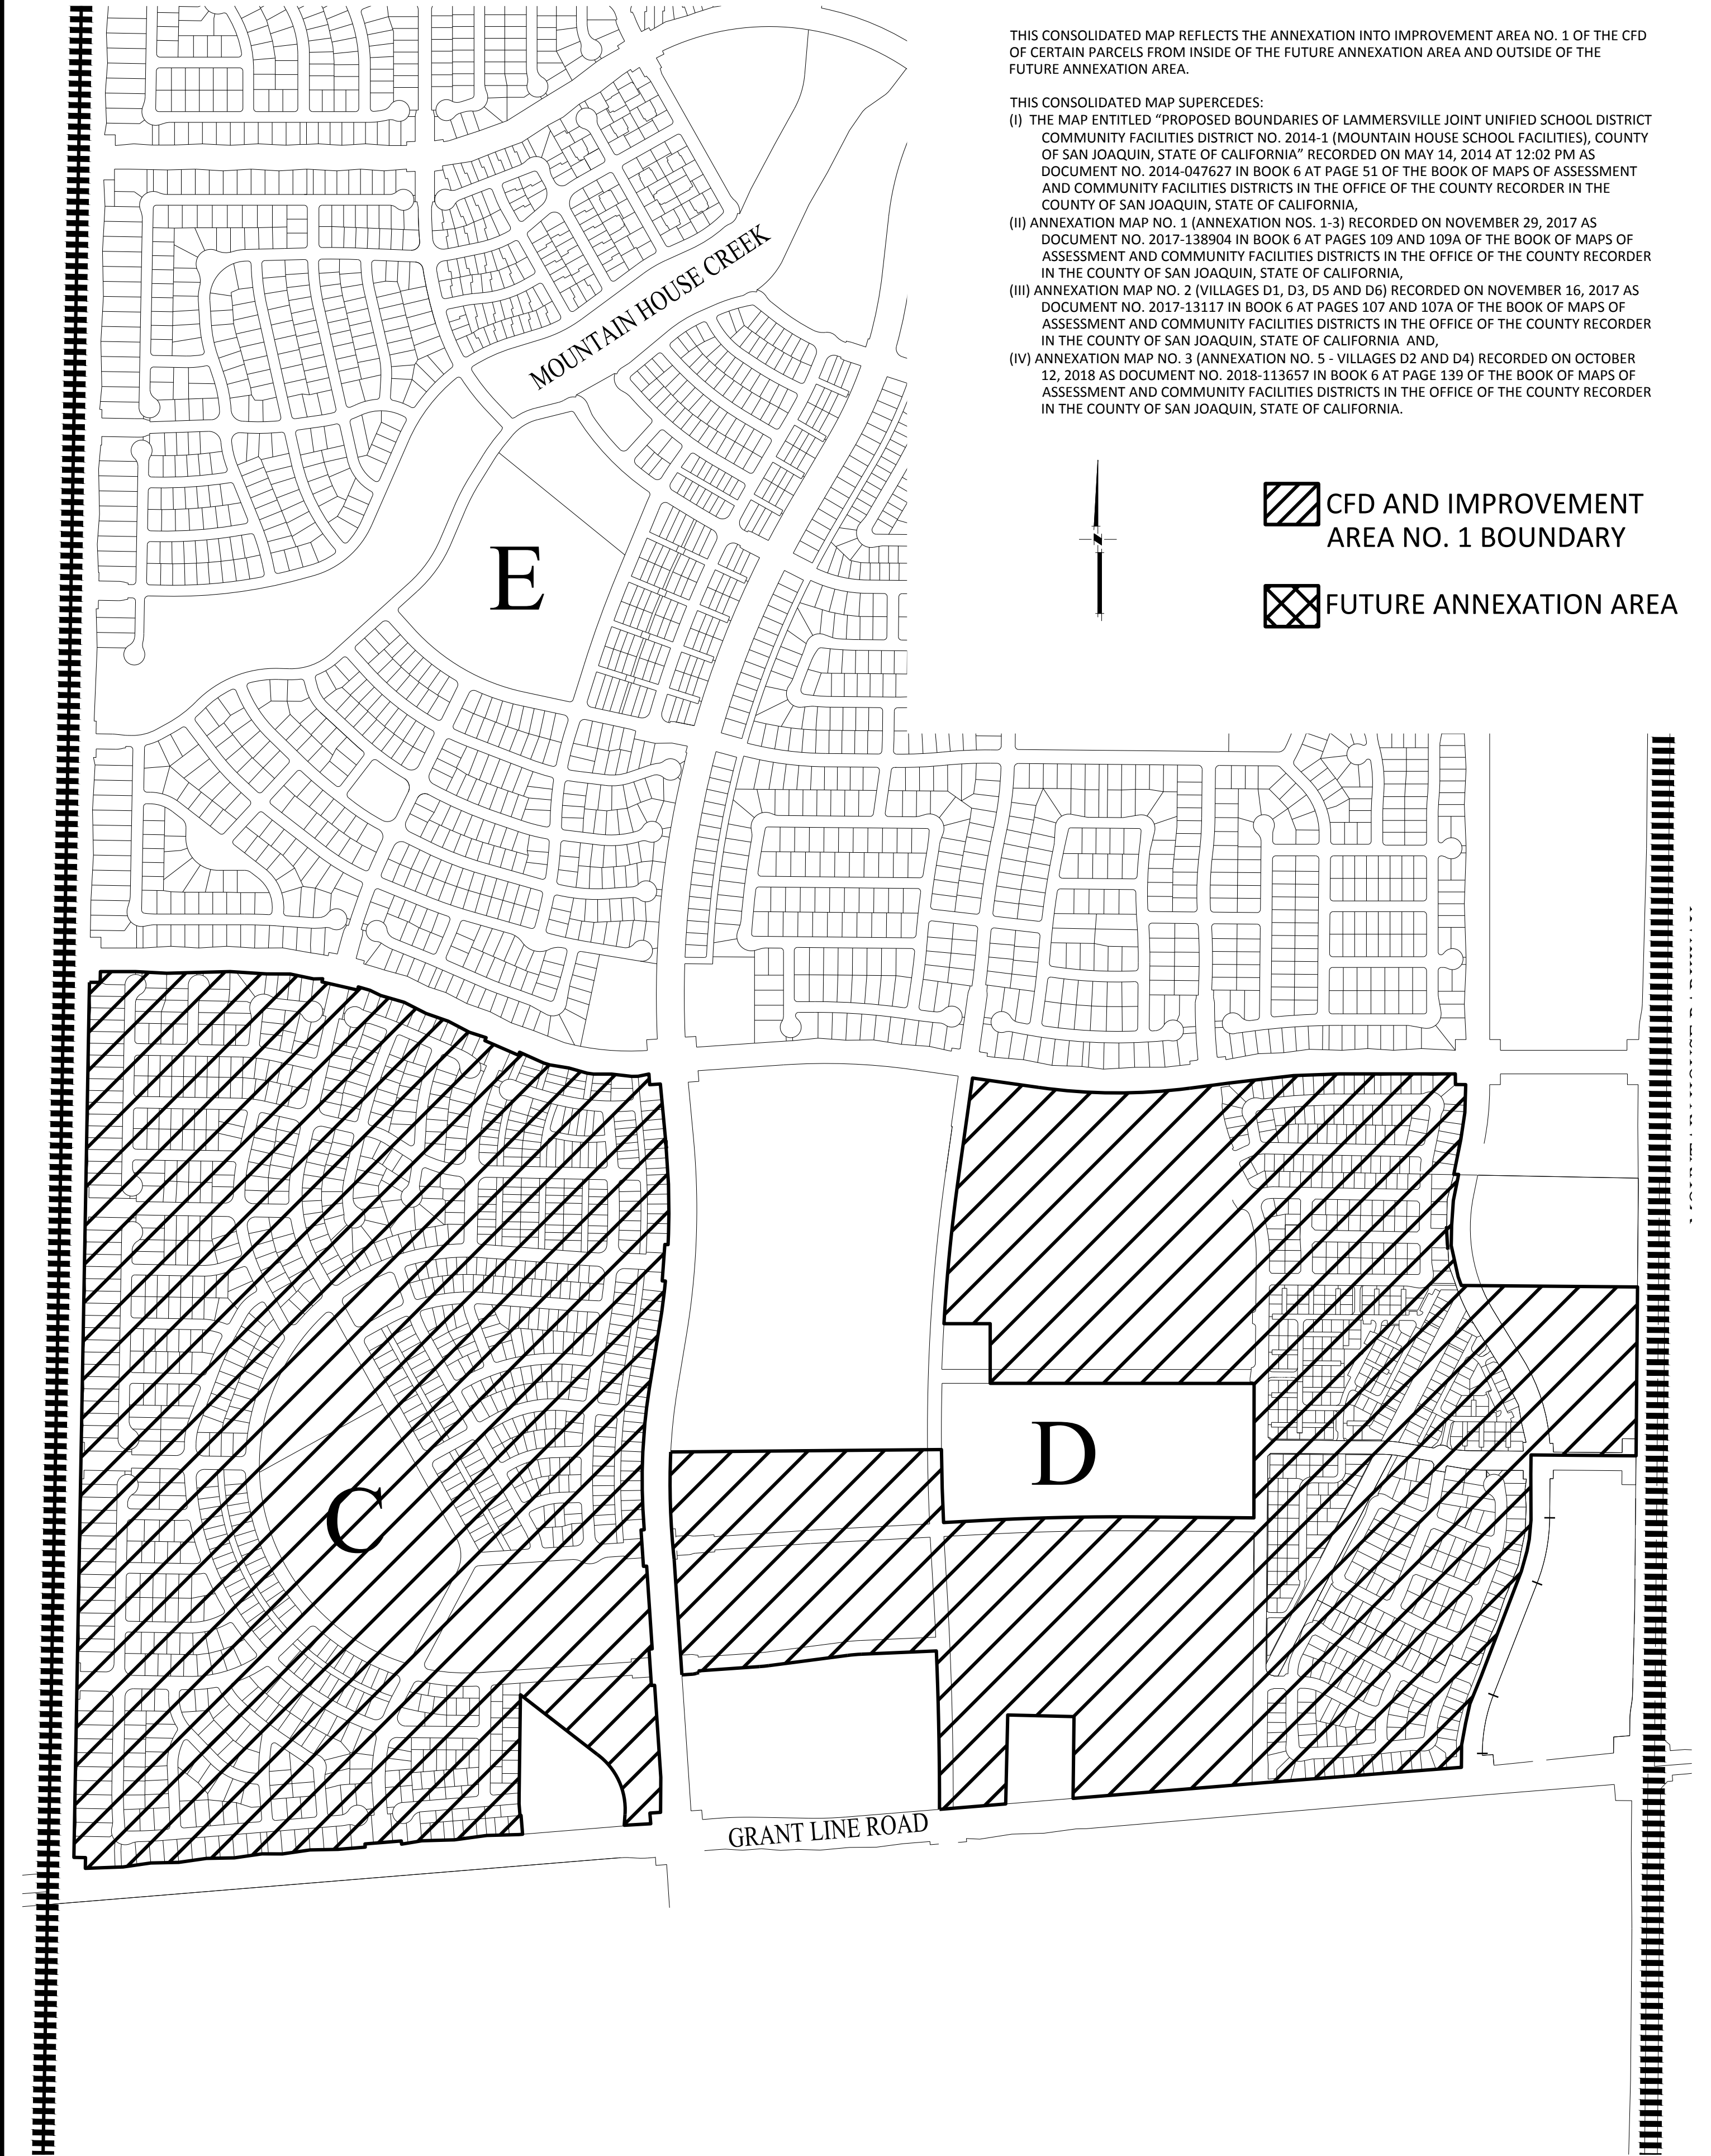 THIS CONSOLIDATED MAP REFLECTS THE ANNEXATION INTO IMPROVEMENT AREA NO. 1 OF THE CFD
OF CERTAIN PARCELS FROM INSIDE OF THE FUTURE ANNEXATION AREA AND OUTSIDE OF THE
FUTURE ANNEXATION AREA.
THIS CONSOLIDATED MAP SUPERCEDES:
(I) THE MAP ENTITLED “PROPOSED BOUNDARIES OF LAMMERSVILLE JOINT UNIFIED SCHOOL DISTRICT
COMMUNITY FACILITIES DISTRICT NO. 2014-1 (MOUNTAIN HOUSE SCHOOL FACILITIES), COUNTY
OF SAN JOAQUIN, STATE OF CALIFORNIA” RECORDED ON MAY 14, 2014 AT 12:02 PM AS
DOCUMENT NO. 2014-047627 IN BOOK 6 AT PAGE 51 OF THE BOOK OF MAPS OF ASSESSMENT
AND COMMUNITY FACILITIES DISTRICTS IN THE OFFICE OF THE COUNTY RECORDER IN THE
COUNTY OF SAN JOAQUIN, STATE OF CALIFORNIA,
(II) ANNEXATION MAP NO. 1 (ANNEXATION NOS. 1-3) RECORDED ON NOVEMBER 29, 2017 AS
DOCUMENT NO. 2017-138904 IN BOOK 6 AT PAGES 109 AND 109A OF THE BOOK OF MAPS OF
ASSESSMENT AND COMMUNITY FACILITIES DISTRICTS IN THE OFFICE OF THE COUNTY RECORDER
IN THE COUNTY OF SAN JOAQUIN, STATE OF CALIFORNIA,
(III) ANNEXATION MAP NO. 2 (VILLAGES D1, D3, D5 AND D6) RECORDED ON NOVEMBER 16, 2017 AS
DOCUMENT NO. 2017-13117 IN BOOK 6 AT PAGES 107 AND 107A OF THE BOOK OF MAPS OF
ASSESSMENT AND COMMUNITY FACILITIES DISTRICTS IN THE OFFICE OF THE COUNTY RECORDER
IN THE COUNTY OF SAN JOAQUIN, STATE OF CALIFORNIA AND,
(IV) ANNEXATION MAP NO. 3 (ANNEXATION NO. 5 - VILLAGES D2 AND D4) RECORDED ON OCTOBER
12, 2018 AS DOCUMENT NO. 2018-113657 IN BOOK 6 AT PAGE 139 OF THE BOOK OF MAPS OF
ASSESSMENT AND COMMUNITY FACILITIES DISTRICTS IN THE OFFICE OF THE COUNTY RECORDER
IN THE COUNTY OF SAN JOAQUIN, STATE OF CALIFORNIA.
MOUNTAIN HOUSE CREEK
N
CFD AND IMPROVEMENT
AREA NO. 1 BOUNDARY
FUTURE ANNEXATION AREA
E
D
C
GRANT LINE ROAD